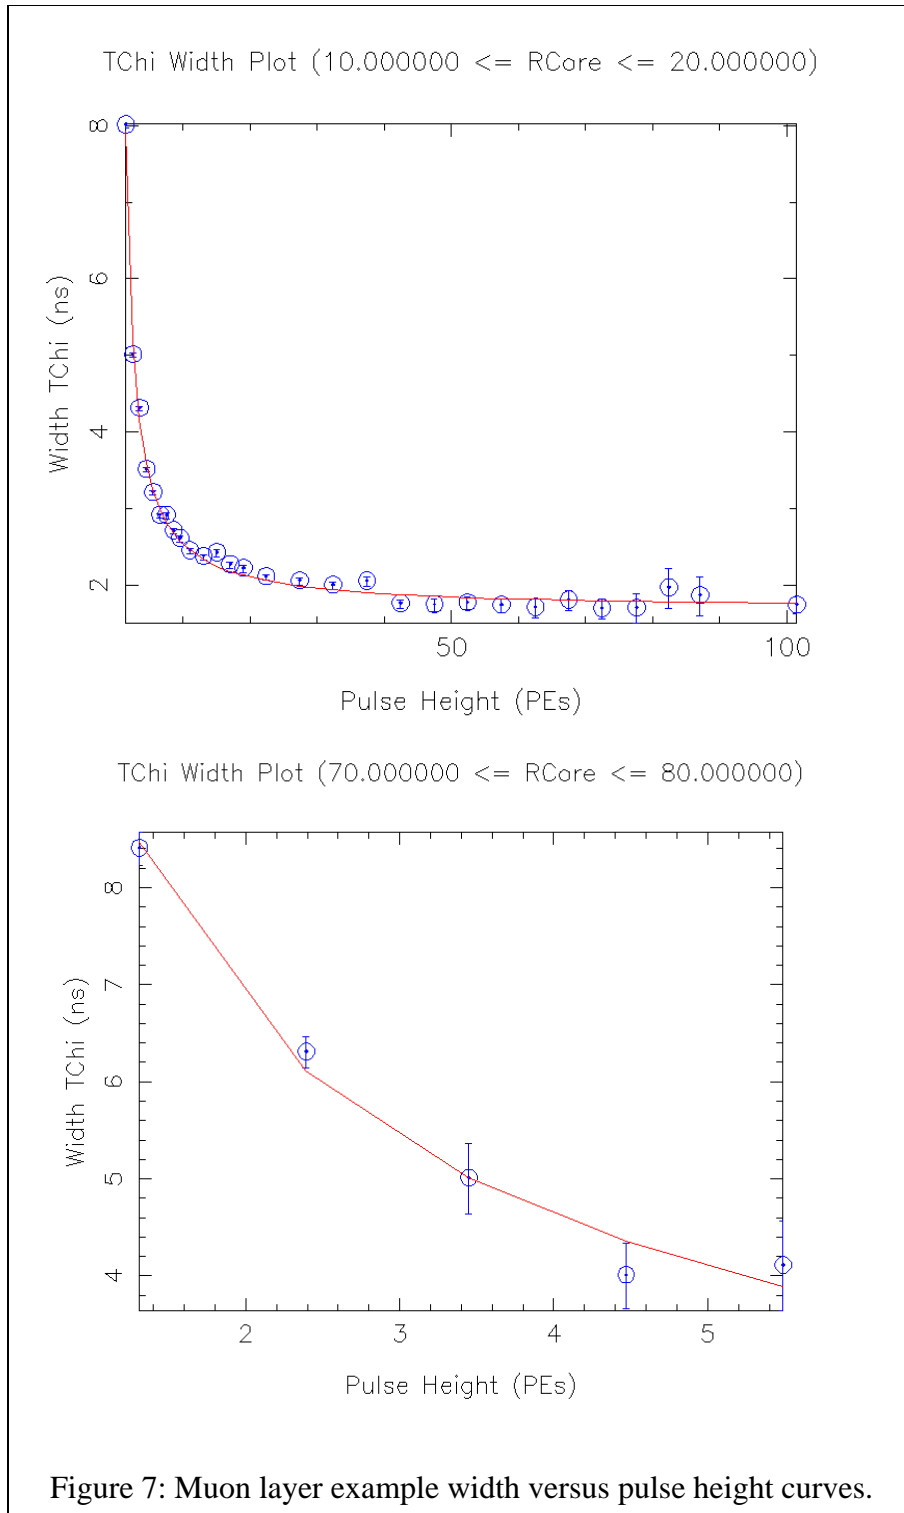 TChi Width Plot (10.000000 <= RCore <= 20.000000)
8
6
4
2
Width TChi (ns)
50
100
Pulse Height (PEs)
TChi Width Plot (70.000000 <= RCore <= 80.000000)
8
7
6
5
4
Width TChi (ns)
2
3
4
5
Pulse Height (PEs)
Figure 7: Muon layer example width versus pulse height curves.